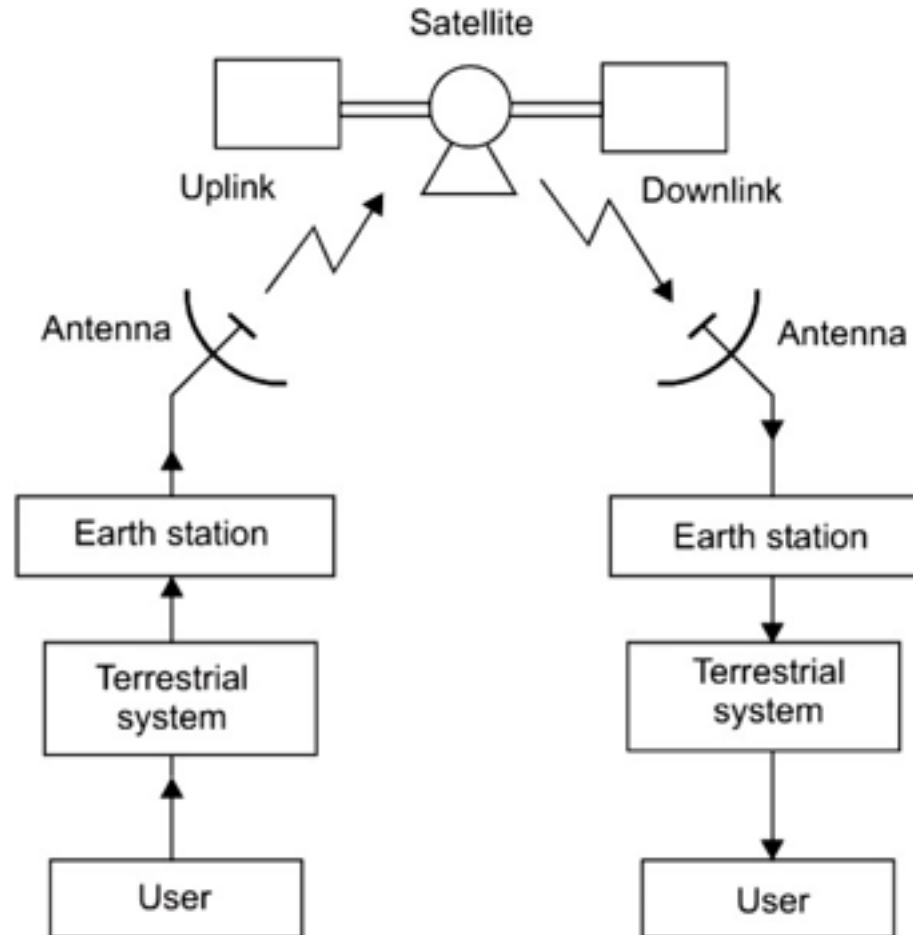 Satellite
Uplink
Downlink
Antenna
Antenna
Earth station
Earth station
Terrestrial
system
Terrestrial
system
User
User